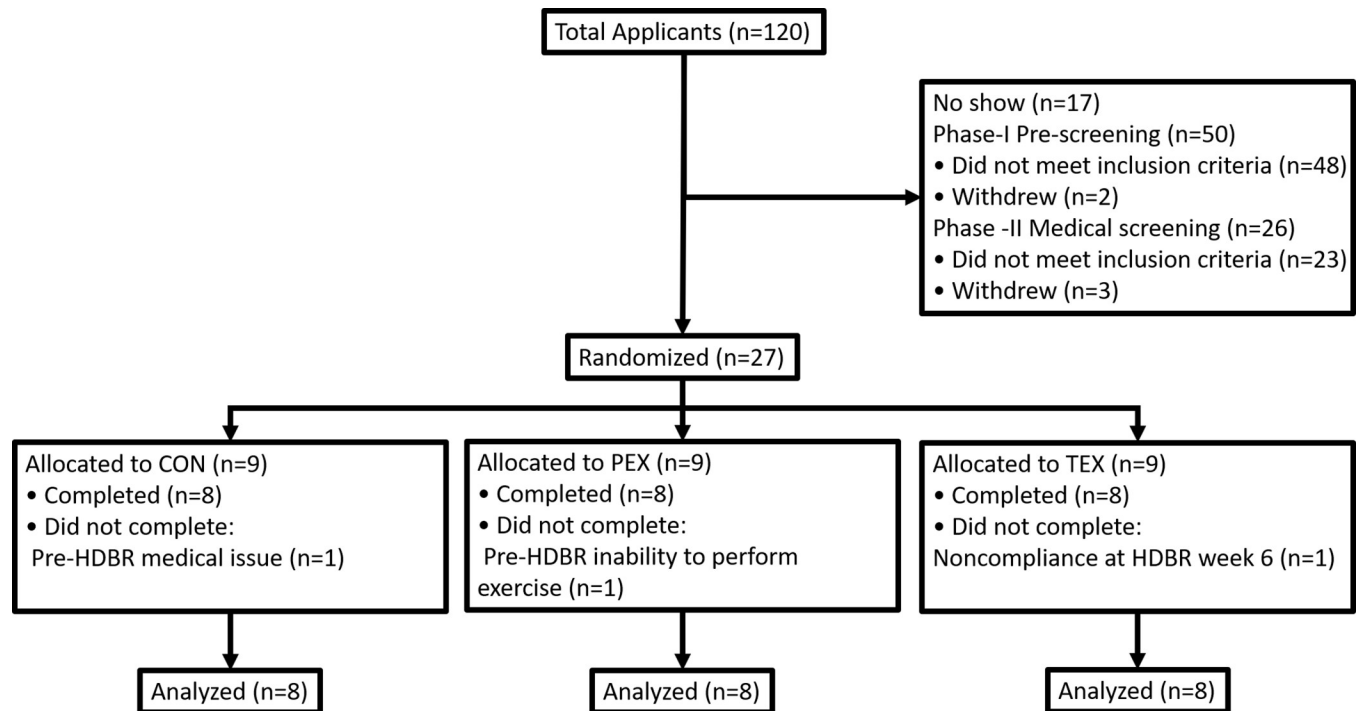 Total Applicants (n=120)
No show (n=17)
Phase-I Pre-screening (n=50)
• Did not meet inclusion criteria (n=48)
• Withdrew (n=2)
Phase -II Medical screening (n=26)
• Did not meet inclusion criteria (n=23)
• Withdrew (n=3)
Randomized (n=27)
Allocated to CON (n=9)
• Completed (n=8)
• Did not complete:
Pre-HDBR medical issue (n=1)
Allocated to PEX (n=9)
• Completed (n=8)
• Did not complete:
Pre-HDBR inability to perform
exercise (n=1)
Allocated to TEX (n=9)
• Completed (n=8)
• Did not complete:
Noncompliance at HDBR week 6 (n=1)
Analyzed (n=8)
Analyzed (n=8)
Analyzed (n=8)